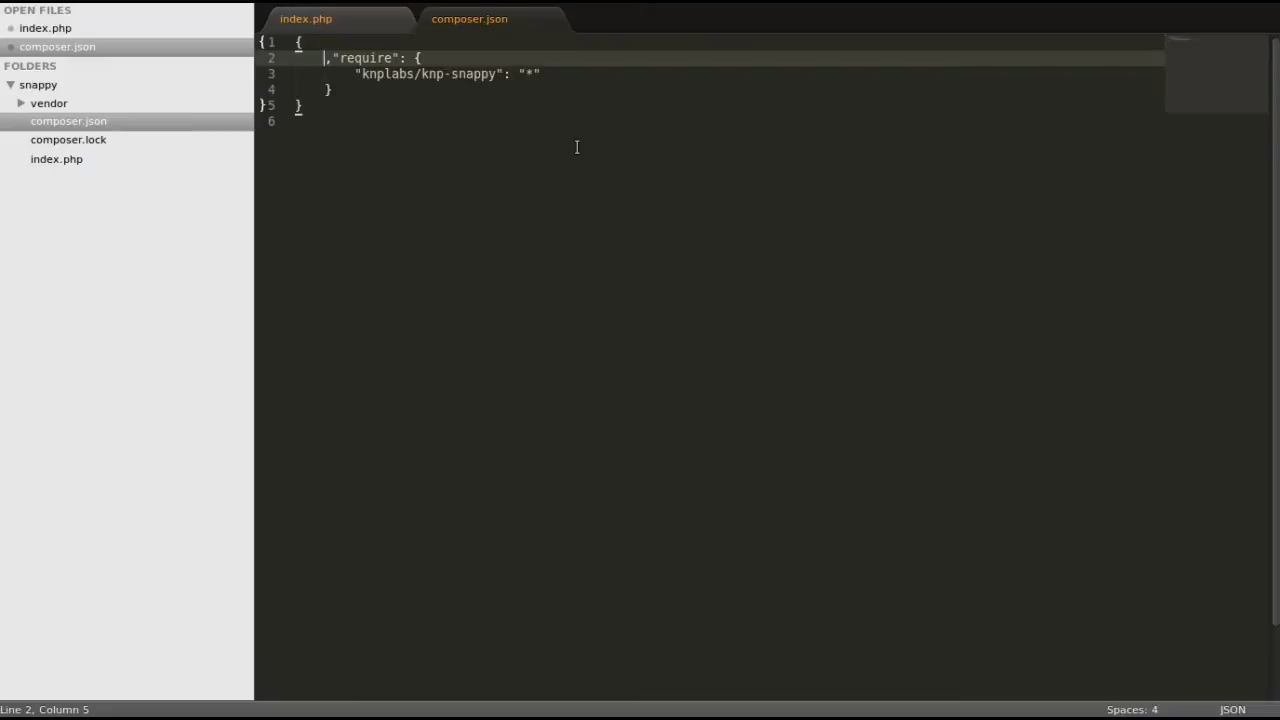 OPEN FILES
index.php
composer.json
FOLDERS
snappy
vendor
composer.json
composer.lock
index.php
index.php
composer.json
{1 {
2 ,"require": {
3 "knplabs/knp-snappy": "*"
4 }
}5 }
6
Line 2, Column 5
Spaces: 4
JSON